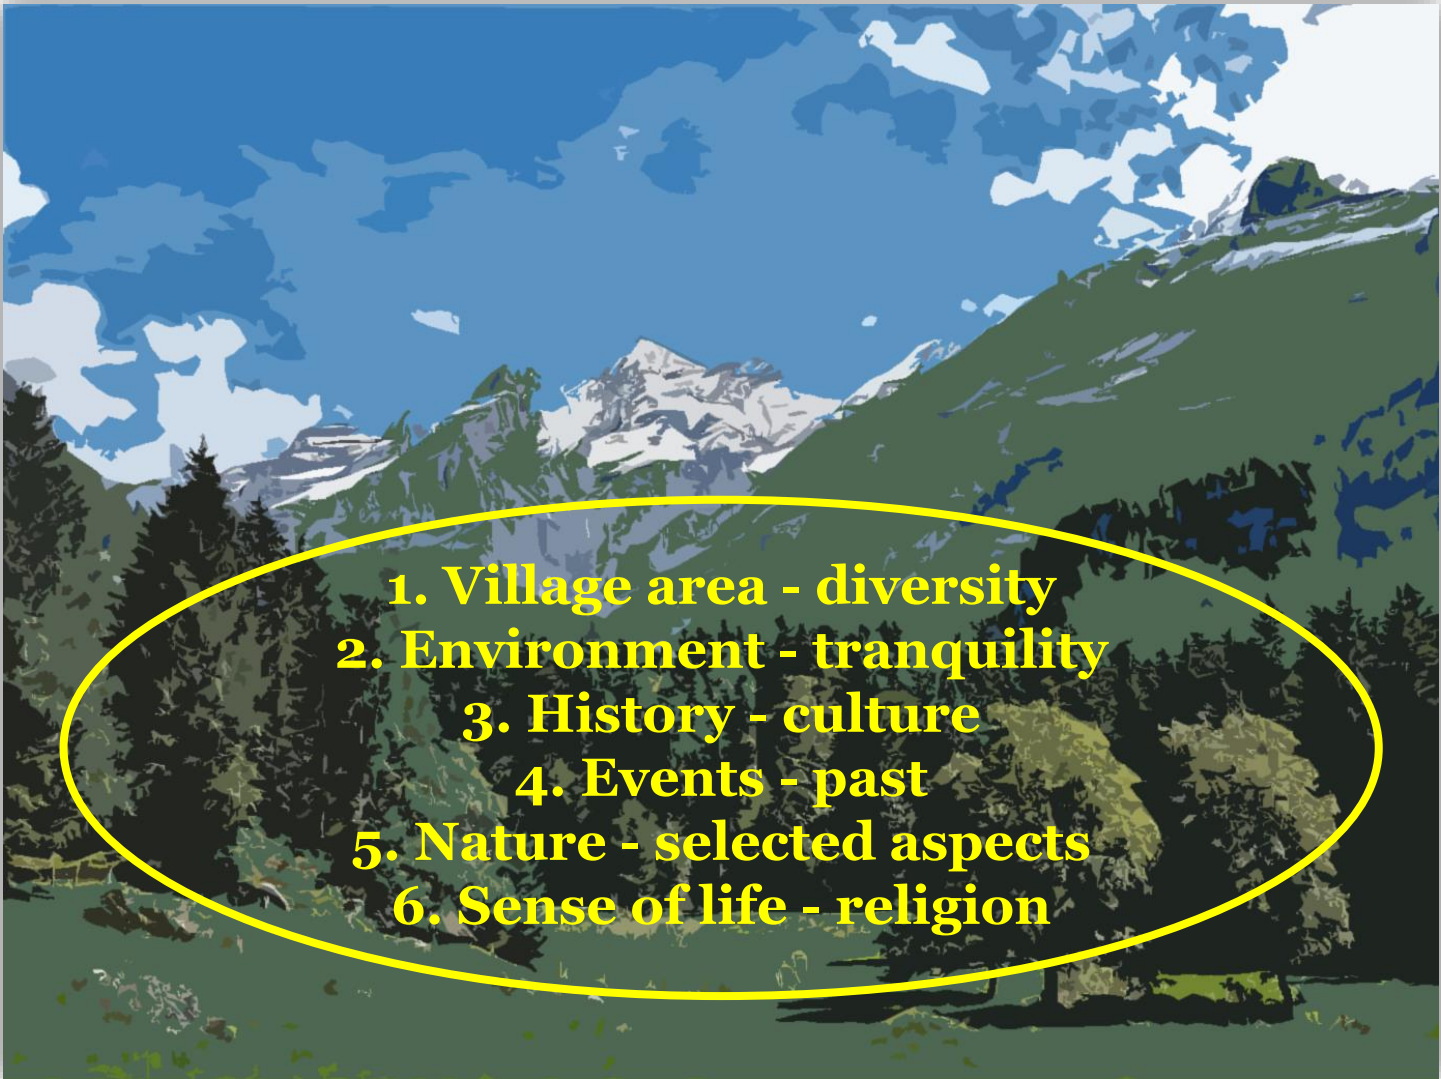 1. Village area - diversity
2. Environment - tranquility
3. History - culture
4. Events - past
5. Nature - selected aspects
6. Sense of life - religion